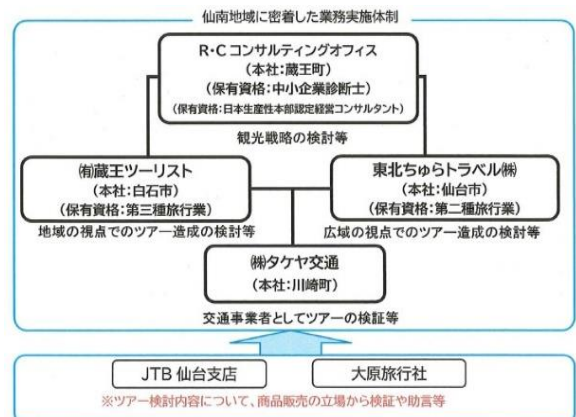 仙南地域に密着した業務実施体制
R・Cコンサルティングオフィス
(本社:蔵王町)
(保有資格:中小企業診断士)
(保有資格:日本生産性本部認定経営コンサルタント)
観光戦略の検討等
㈲蔵王ツーリスト
(本社:白石市)
(保有資格:第三種旅行業)
地域の視点でのツアー造成の検討等
東北ちゅらトラベル㈱
(本社:仙台市)
(保有資格:第二種旅行業)
広域の視点でのツアー造成の検討等
㈱タケヤ交通
(本社:川崎町)
交通事業者としてツアーの検証等
JTB 仙台支店
大原旅行社
※ツアー検討内容について、商品販売の立場から検証や助言等